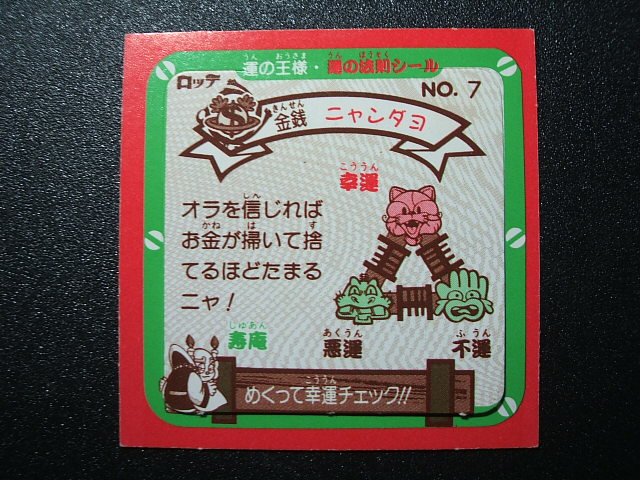 運の王様・運の法則シール
ロッテ
NO. 7
金銭 ニャンダヨ
幸運
オラを信じれば
お金が掃いて捨
てるほどたまる
ニャ!
寿庵
悪運
不運
めくって幸運チェック!!